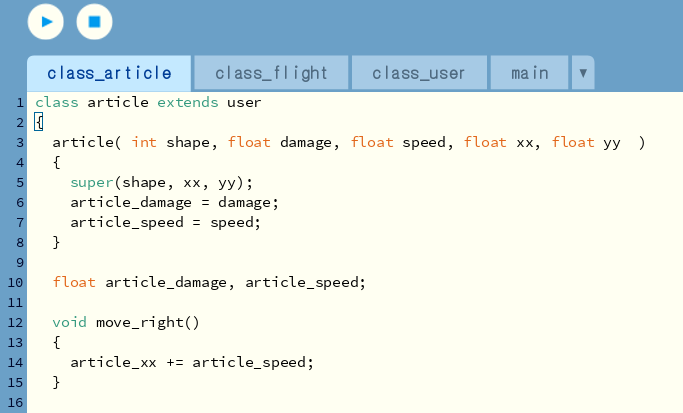 class_article class_flight class_user main ▼
1 class article extends user
2 {
3   article( int shape, float damage, float speed, float xx, float yy  )
4   {
5     super(shape, xx, yy);
6     article_damage = damage;
7     article_speed = speed;
8   }
9
10   float article_damage, article_speed;
11
12   void move_right()
13   {
14     article_xx += article_speed;
15   }
16